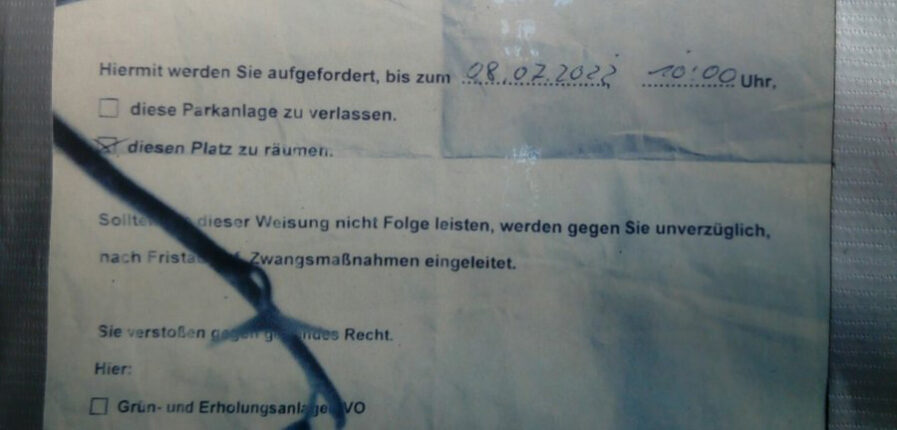 Hiermit werden Sie aufgefordert, bis zum 08.07.2022 10:00 Uhr,
diese Parkanlage zu verlassen.
diesen Platz zu räumen.
dieser Weisung nicht Folge leisten, werden gegen Sie unverzüglich,
nach Zwangsmaßnahmen eingeleitet.
Sie verstoßen gegen Recht.
Hier:
Grün- und